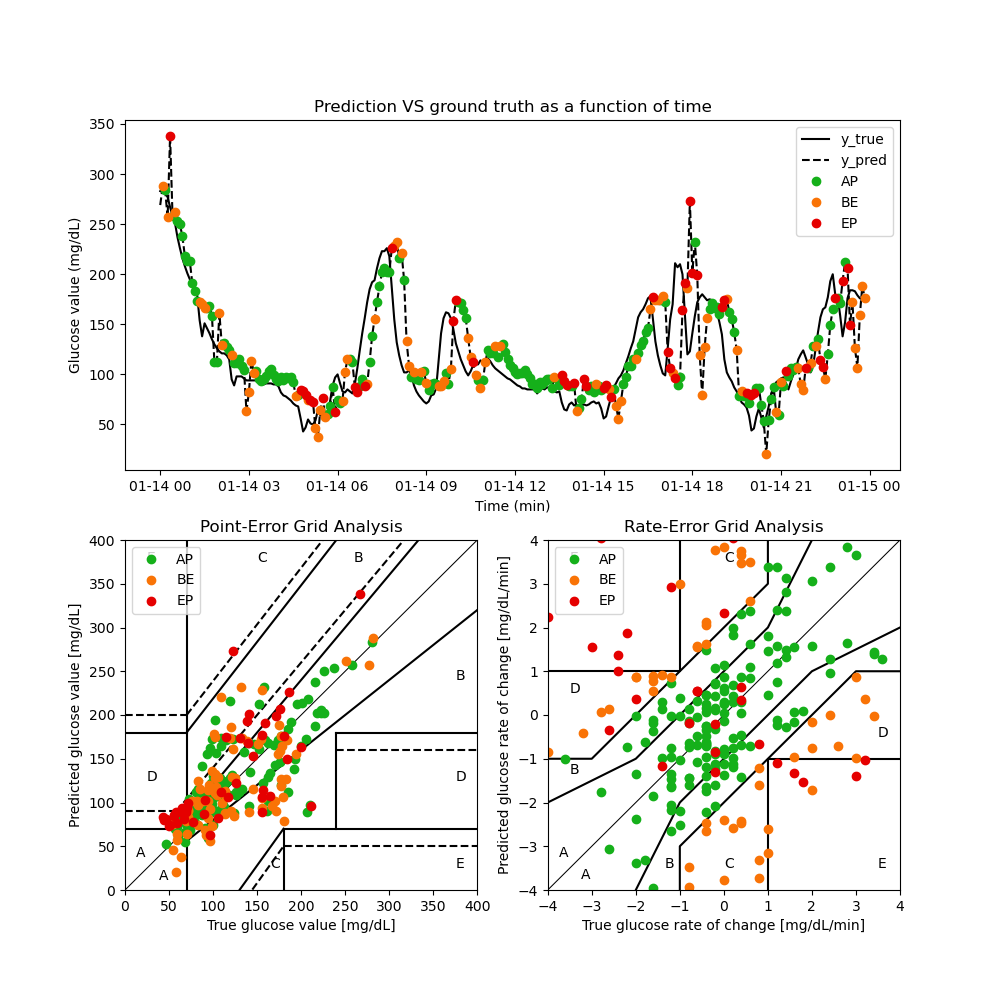 Prediction VS ground truth as a function of time
350
300
250
200
150
100
50
Glucose value (mg/dL)
y_true
y_pred
AP
BE
EP
01-14 00 01-14 03 01-14 06 01-14 09 01-14 12 01-14 15 01-14 18 01-14 21 01-15 00
Time (min)
Point-Error Grid Analysis
400
350
300
250
200
150
100
50
0
Predicted glucose value [mg/dL]
AP
BE
EP
C B
B
D D
A
A C E
0 50 100 150 200 250 300 350 400
True glucose value [mg/dL]
Rate-Error Grid Analysis
4
3
2
1
0
−1
−2
−3
−4
Predicted glucose rate of change [mg/dL/min]
AP
BE
EP
C
D
D
B
A
A B C E
−4 −3 −2 −1 0 1 2 3 4
True glucose rate of change [mg/dL/min]